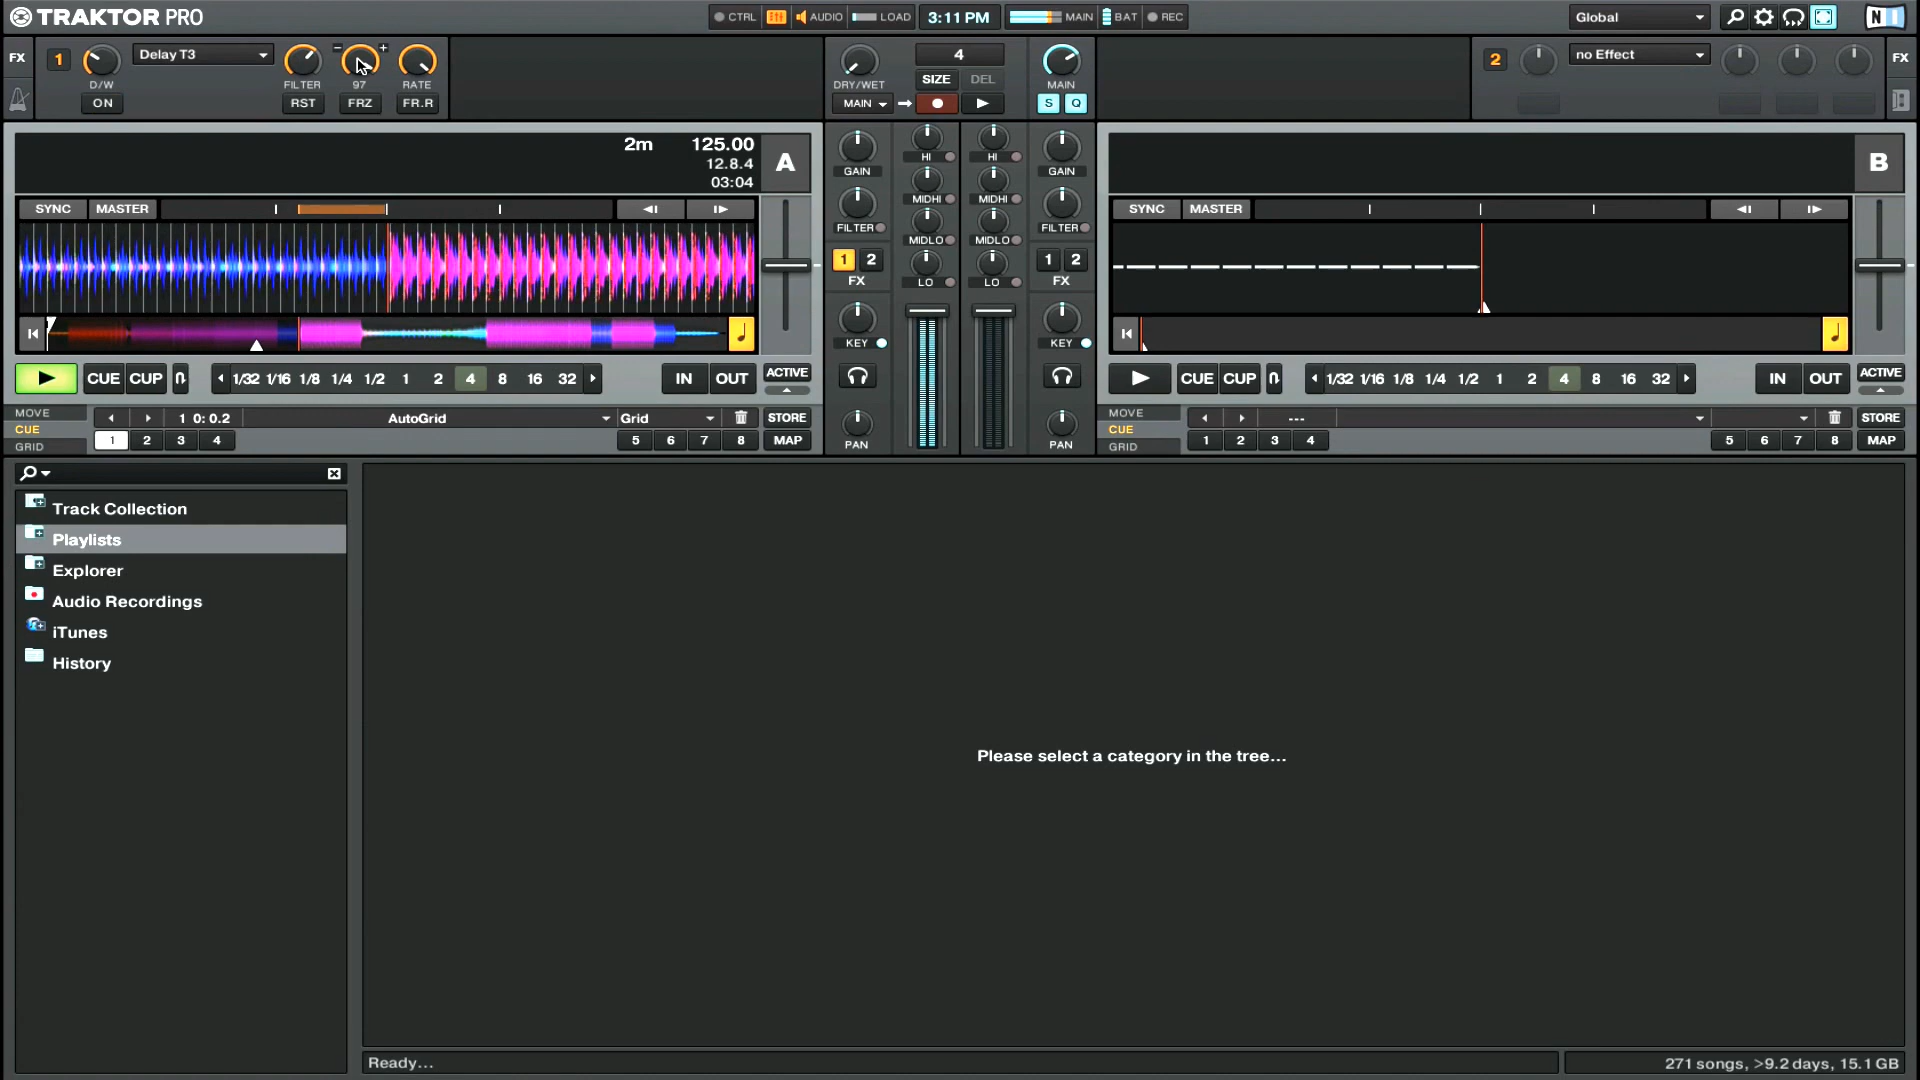 TRAKTOR PRO
CTRL AUDIO LOAD 3:11 PM MAIN BAT REC
Global
FX 1 Delay T3
D/W FILTER 97 RATE
ON RST FRZ FR.R
4
DRY/WET SIZE DEL MAIN
MAIN S Q
2 no Effect FX
2m 125.00
12.8.4
03:04
A
SYNC MASTER
CUE CUP 1/32 1/16 1/8 1/4 1/2 1 2 4 8 16 32 IN OUT ACTIVE
MOVE
CUE
GRID
1 0: 0.2 AutoGrid Grid STORE
1 2 3 4 5 6 7 8 MAP
GAIN HI HI GAIN
MIDHI MIDHI
FILTER MIDLO MIDLO FILTER
1 2 1 2
FX LO LO FX
KEY KEY
PAN PAN
B
SYNC MASTER
CUE CUP 1/32 1/16 1/8 1/4 1/2 1 2 4 8 16 32 IN OUT ACTIVE
MOVE
CUE
GRID
--- STORE
1 2 3 4 5 6 7 8 MAP
Track Collection
Playlists
Explorer
Audio Recordings
iTunes
History
Please select a category in the tree...
Ready...
271 songs, >9.2 days, 15.1 GB